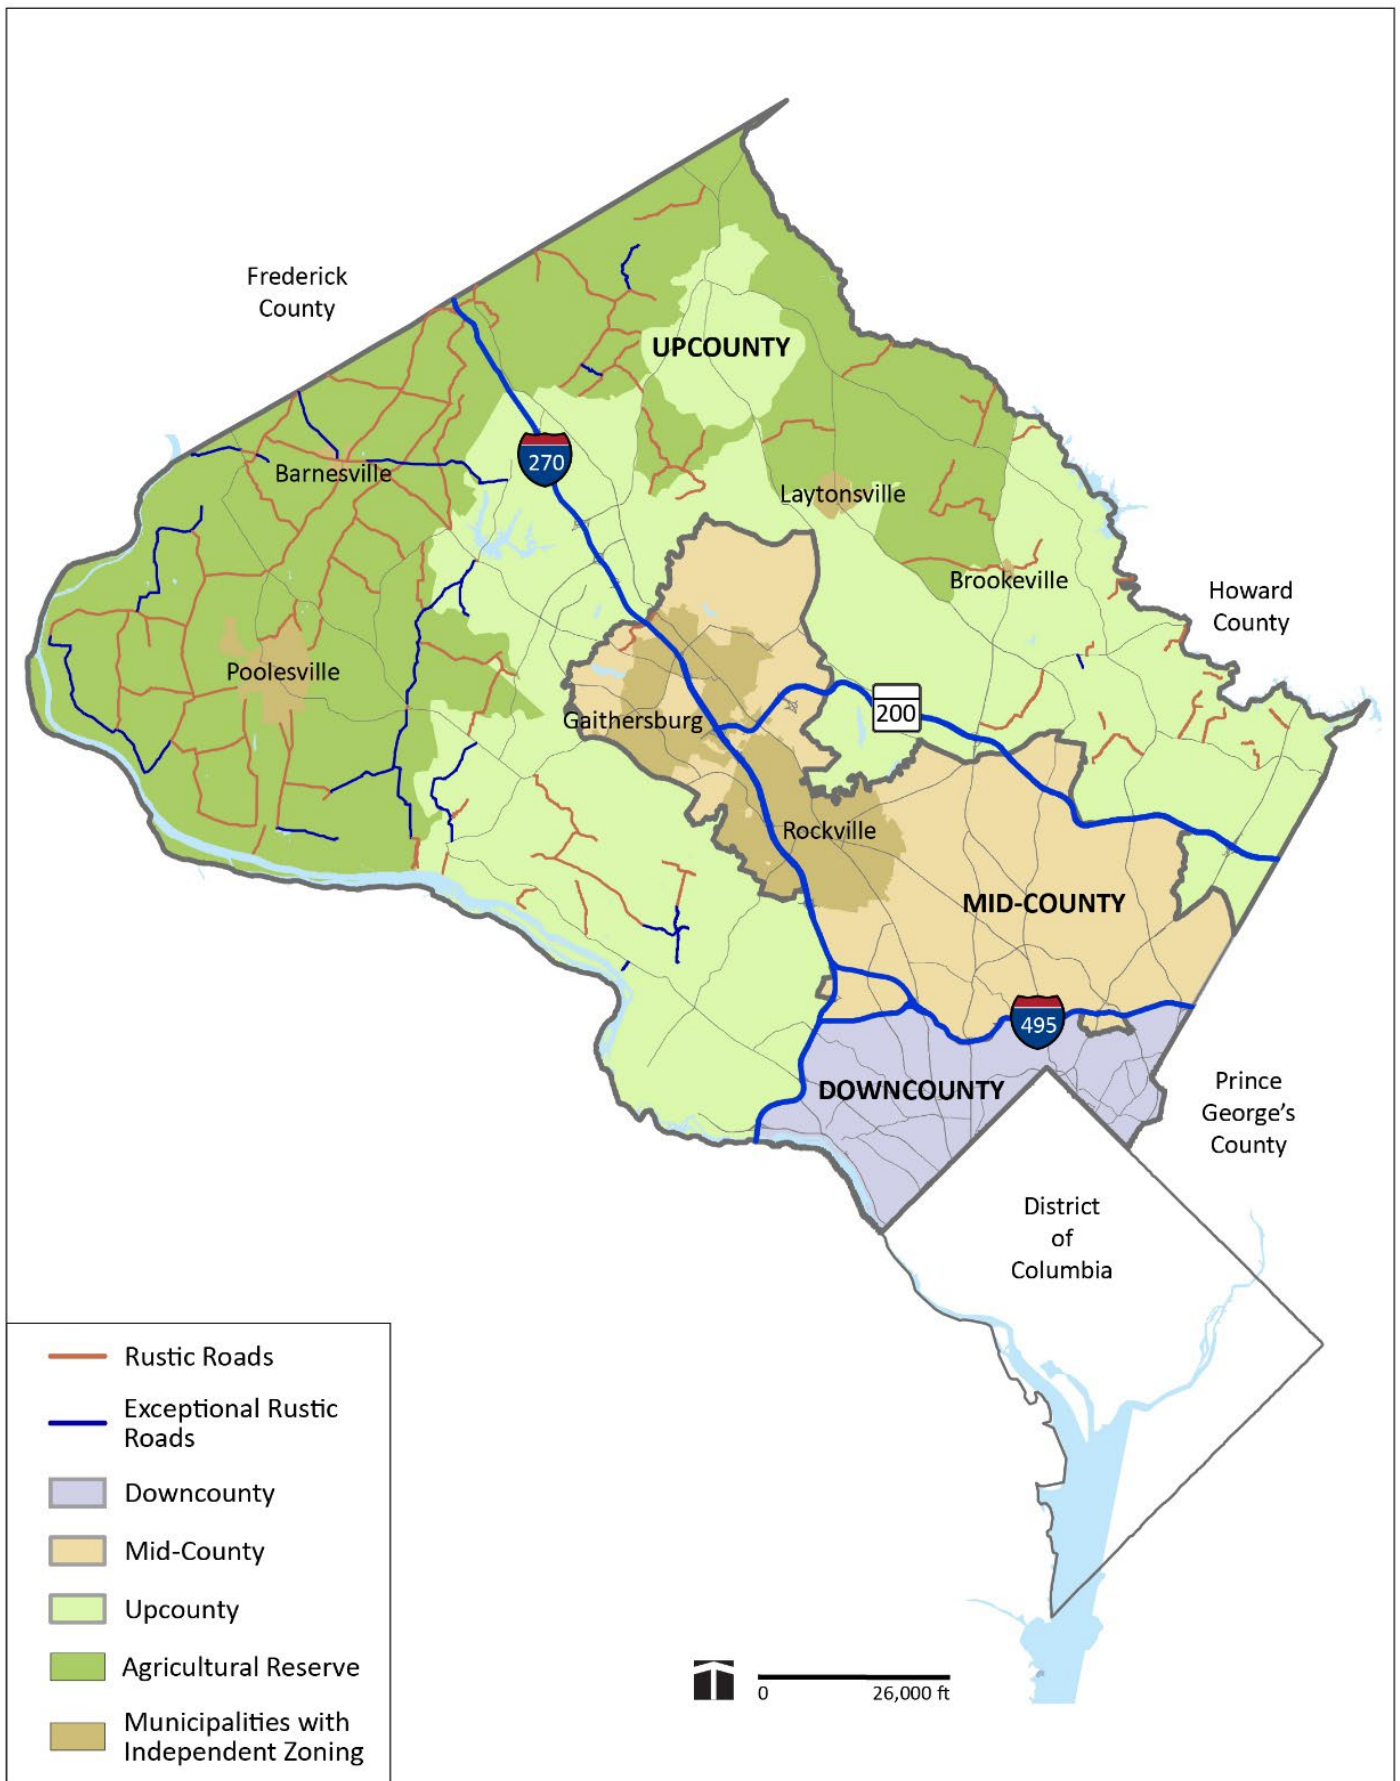 Frederick
County
UPCOUNTY
270
Barnesville
Laytonsville
Brookeville
Howard
County
Poolesville
Gaithersburg
200
Rockville
MID-COUNTY
495
DOWNCOUNTY
Prince
George's
County
District
of
Columbia
Rustic Roads
Exceptional Rustic
Roads
Downcounty
Mid-County
Upcounty
Agricultural Reserve
Municipalities with
Independent Zoning
0 26,000 ft